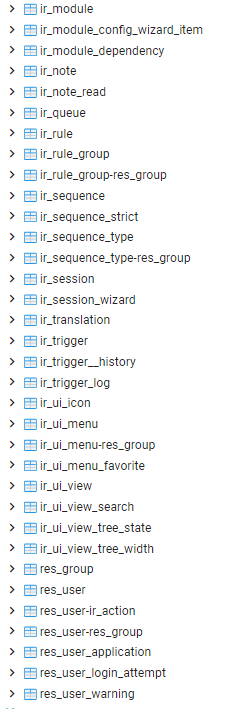 ir_module
ir_module_config_wizard_item
ir_module_dependency
ir_note
ir_note_read
ir_queue
ir_rule
ir_rule_group
ir_rule_group-res_group
ir_sequence
ir_sequence_strict
ir_sequence_type
ir_sequence_type-res_group
ir_session
ir_session_wizard
ir_translation
ir_trigger
ir_trigger__history
ir_trigger_log
ir_ui_icon
ir_ui_menu
ir_ui_menu-res_group
ir_ui_menu_favorite
ir_ui_view
ir_ui_view_search
ir_ui_view_tree_state
ir_ui_view_tree_width
res_group
res_user
res_user-ir_action
res_user-res_group
res_user_application
res_user_login_attempt
res_user_warning